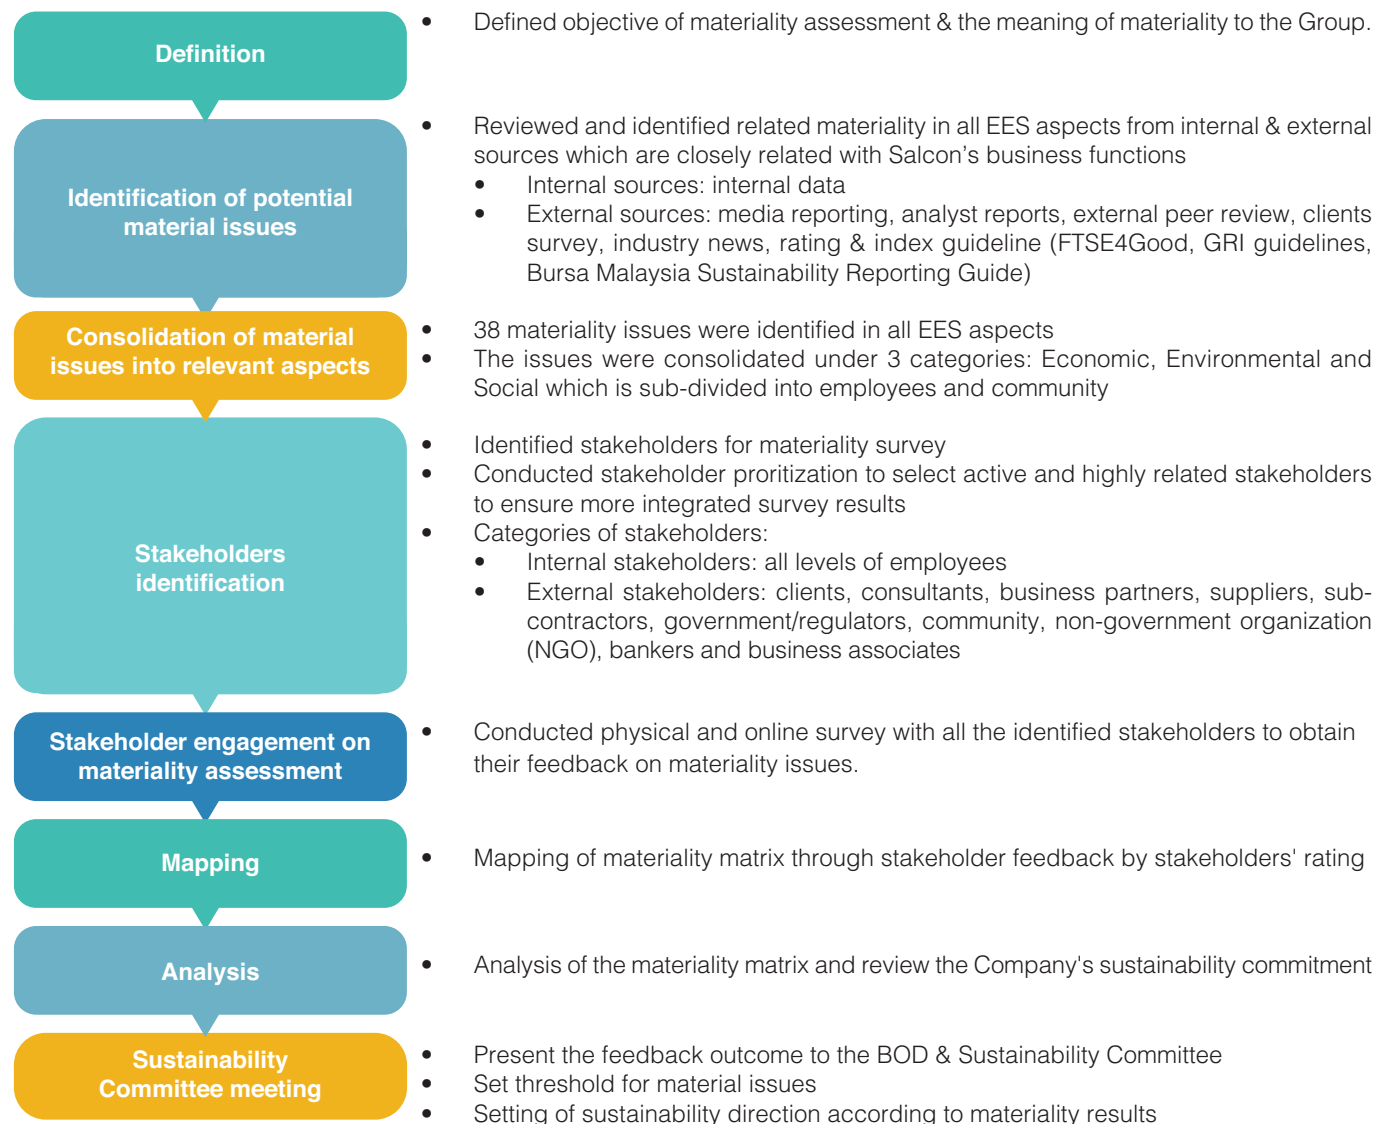 Definition
• Defined objective of materiality assessment & the meaning of materiality to the Group.
Identification of potential
material issues
• Reviewed and identified related materiality in all EES aspects from internal & external
sources which are closely related with Salcon's business functions
• Internal sources: internal data
• External sources: media reporting, analyst reports, external peer review, clients
survey, industry news, rating & index guideline (FTSE4Good, GRI guidelines,
Bursa Malaysia Sustainability Reporting Guide)
Consolidation of material
issues into relevant aspects
• 38 materiality issues were identified in all EES aspects
• The issues were consolidated under 3 categories: Economic, Environmental and
Social which is sub-divided into employees and community
Stakeholders
identification
• Identified stakeholders for materiality survey
• Conducted stakeholder proritization to select active and highly related stakeholders
to ensure more integrated survey results
• Categories of stakeholders:
• Internal stakeholders: all levels of employees
• External stakeholders: clients, consultants, business partners, suppliers, sub-
contractors, government/regulators, community, non-government organization
(NGO), bankers and business associates
Stakeholder engagement on
materiality assessment
• Conducted physical and online survey with all the identified stakeholders to obtain
their feedback on materiality issues.
Mapping
• Mapping of materiality matrix through stakeholder feedback by stakeholders' rating
Analysis
• Analysis of the materiality matrix and review the Company's sustainability commitment
Sustainability
Committee meeting
• Present the feedback outcome to the BOD & Sustainability Committee
• Set threshold for material issues
• Setting of sustainability direction according to materiality results